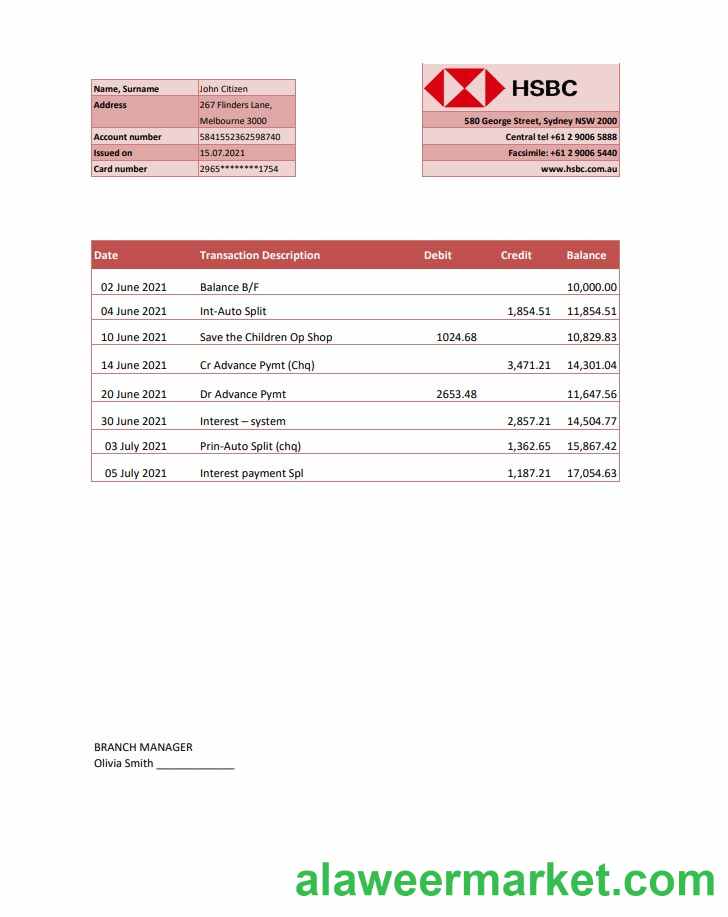 Name, Surname John Citizen
Address 267 Flinders Lane,
Melbourne 3000
Account number 5841552362598740
Issued on 15.07.2021
Card number 2965********1754
HSBC
580 George Street, Sydney NSW 2000
Central tel +61 2 9006 5888
Facsimile: +61 2 9006 5440
www.hsbc.com.au
Date Transaction Description Debit Credit Balance
02 June 2021 Balance B/F 10,000.00
04 June 2021 Int-Auto Split 1,854.51 11,854.51
10 June 2021 Save the Children Op Shop 1024.68 10,829.83
14 June 2021 Cr Advance Pymt (Chq) 3,471.21 14,301.04
20 June 2021 Dr Advance Pymt 2653.48 11,647.56
30 June 2021 Interest – system 2,857.21 14,504.77
03 July 2021 Prin-Auto Split (chq) 1,362.65 15,867.42
05 July 2021 Interest payment Spl 1,187.21 17,054.63
BRANCH MANAGER
Olivia Smith _____________
alaweermarket.com